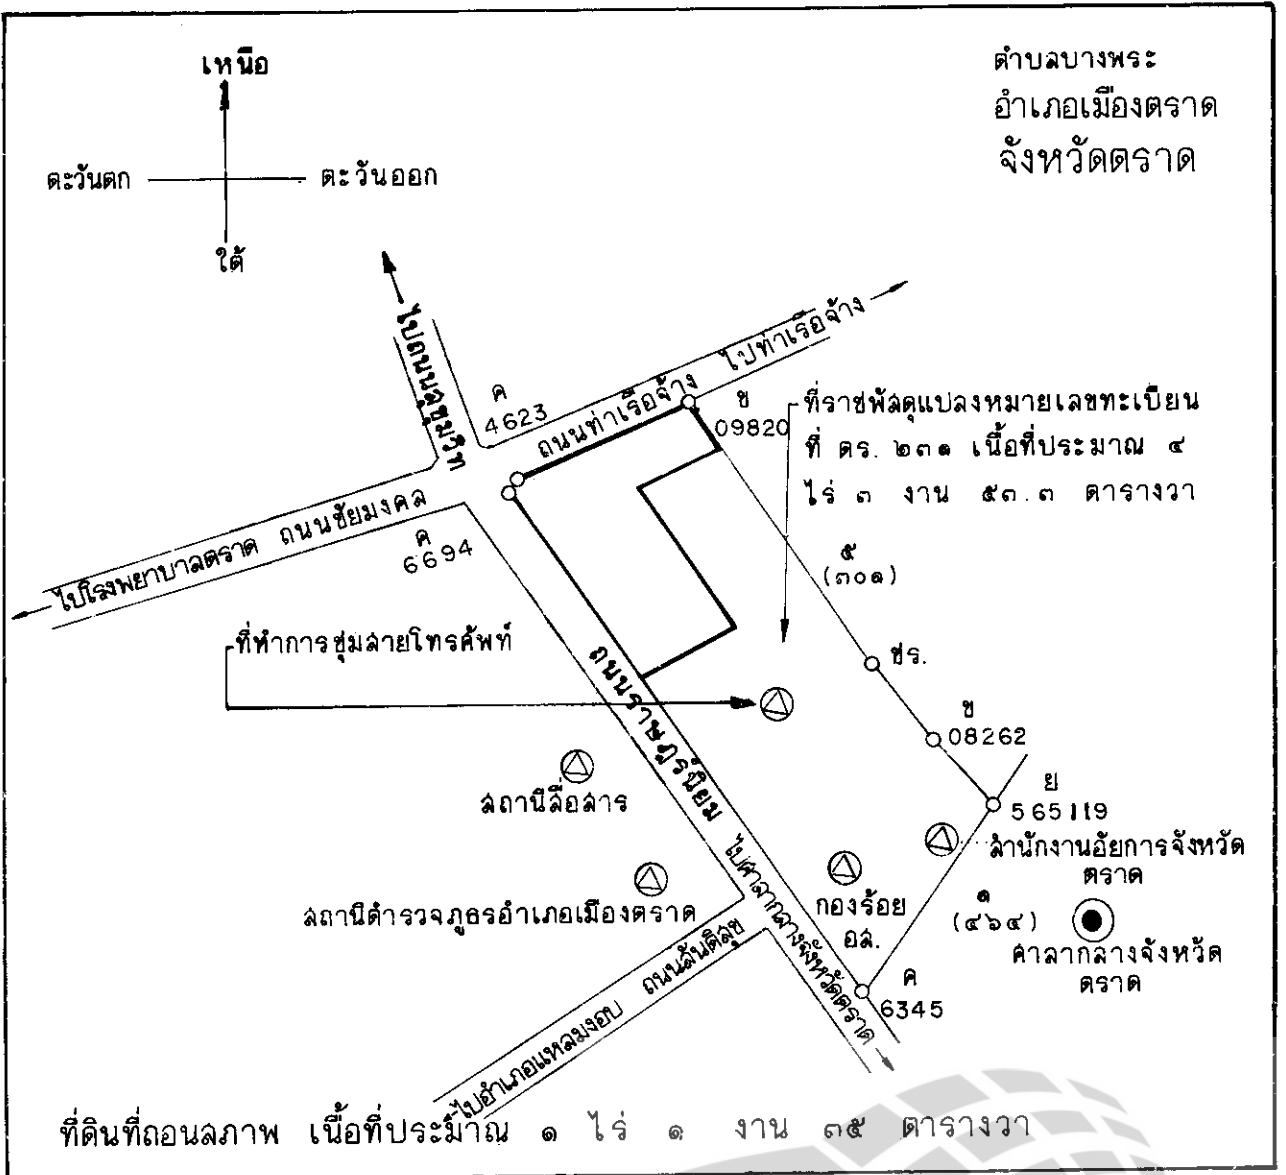 เหนือ
ตะวันตก
ตะวันออก
ใต้
ตำบลบางพระ
อำเภอเมืองตราด
จังหวัดตราด
ไปถนนสุขุมวิท
ค
4623
ถนนท่าเรือจ้าง ไปท่าเรือจ้าง
ข
09820
ที่ราชพัสดุแปลงหมายเลขทะเบียน
ที่ ตร. ๒๓๑ เนื้อที่ประมาณ ๔
ไร่ ๓ งาน ๕๓.๓ ตารางวา
ไปโรงพยาบาลตราด ถนนชัยมงคล
ค
6694
๕
(๓๐๑)
ที่ทำการชุมสายโทรศัพท์
ชร.
ถนนราษฎร์นิยม ไปศาลากลางจังหวัดตราด
ข
08262
สถานีสื่อสาร
ย
565119
สำนักงานอัยการจังหวัด
ตราด
สถานีตำรวจภูธรอำเภอเมืองตราด
กองร้อย
อส.
๑
(๔๖๔)
ศาลากลางจังหวัด
ตราด
ค
6345
ไปอำเภอแหลมงอบ ถนนสันติสุข
ที่ดินที่ถอนสภาพ เนื้อที่ประมาณ ๑ ไร่ ๑ งาน ๓๕ ตารางวา